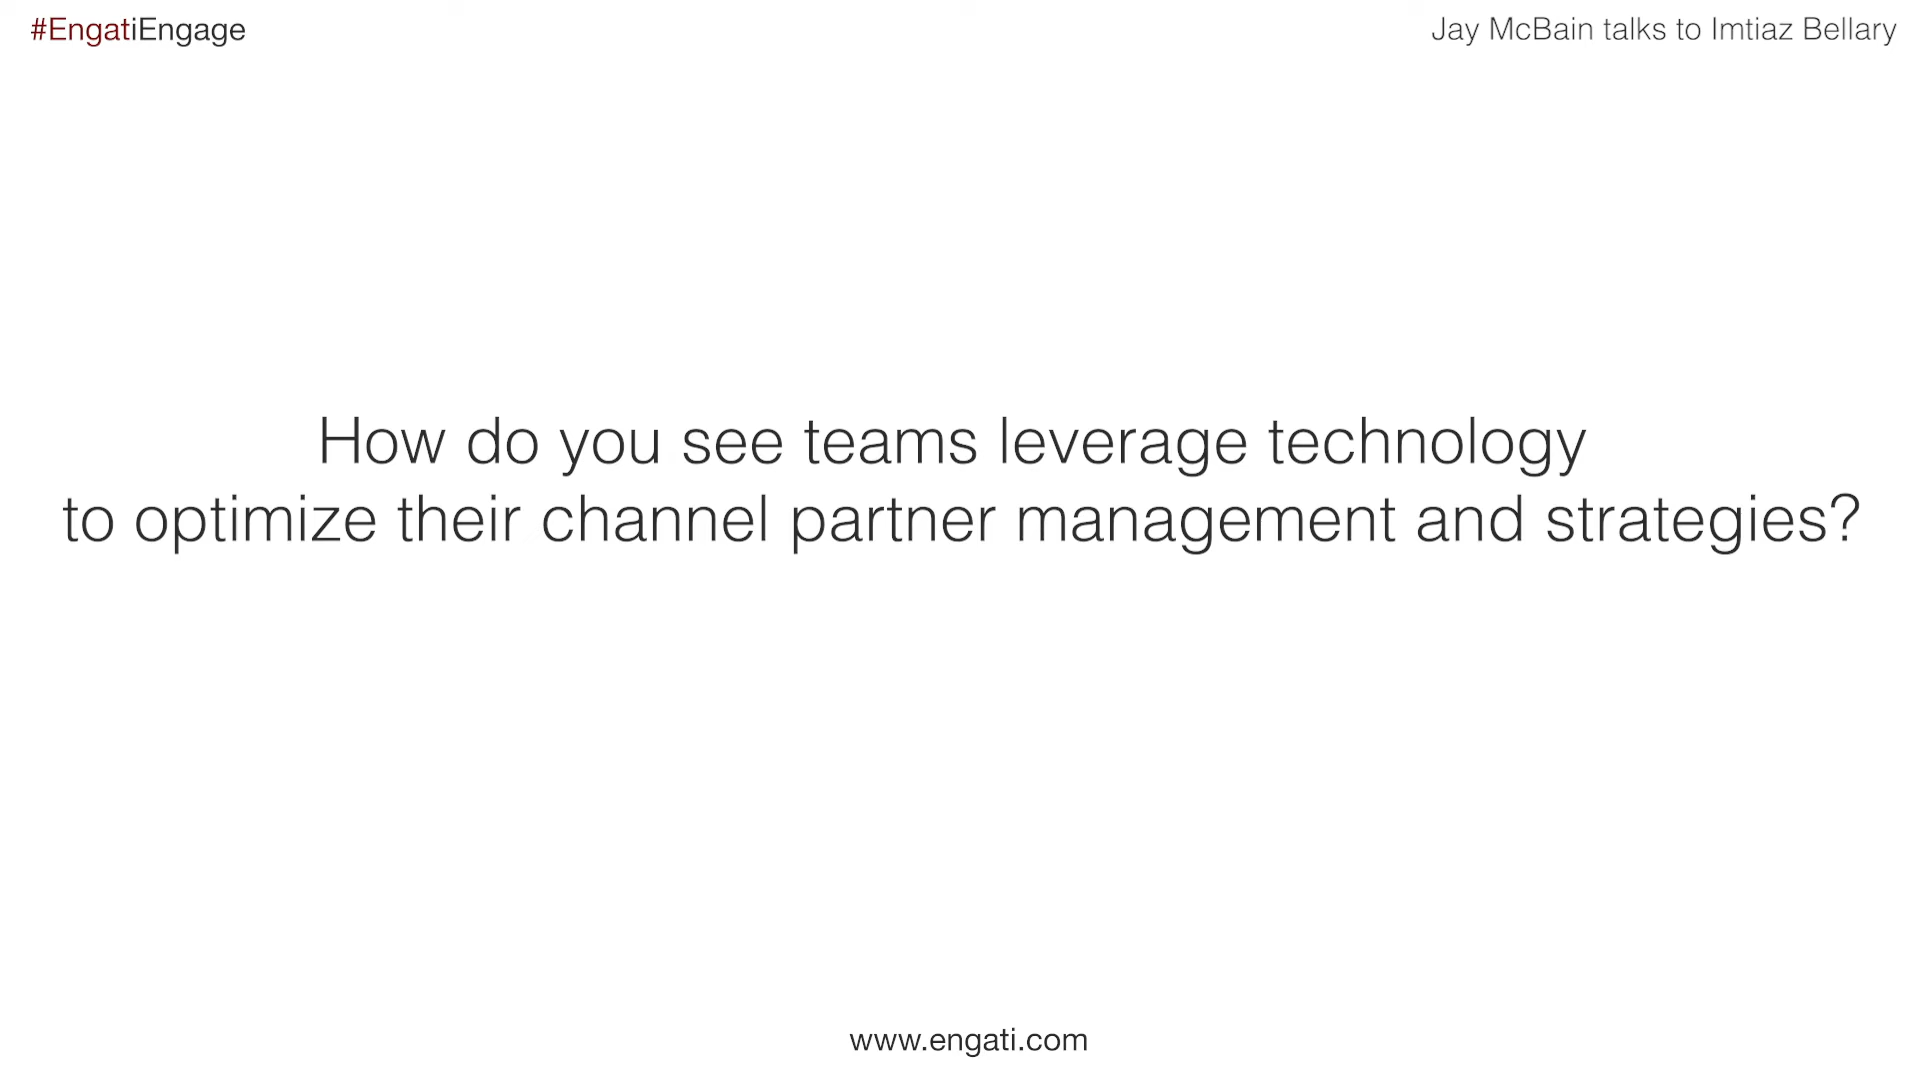 #EngatiEngage
Jay McBain talks to Imtiaz Bellary
How do you see teams leverage technology
to optimize their channel partner management and strategies?
www.engati.com